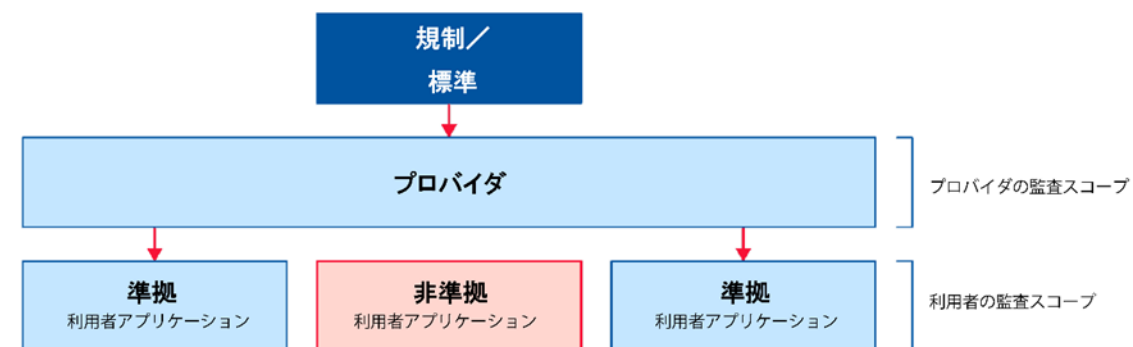 規制／
標準
プロバイダ
プロバイダの監査スコープ
準拠
利用者アプリケーション
非準拠
利用者アプリケーション
準拠
利用者アプリケーション
利用者の監査スコープ